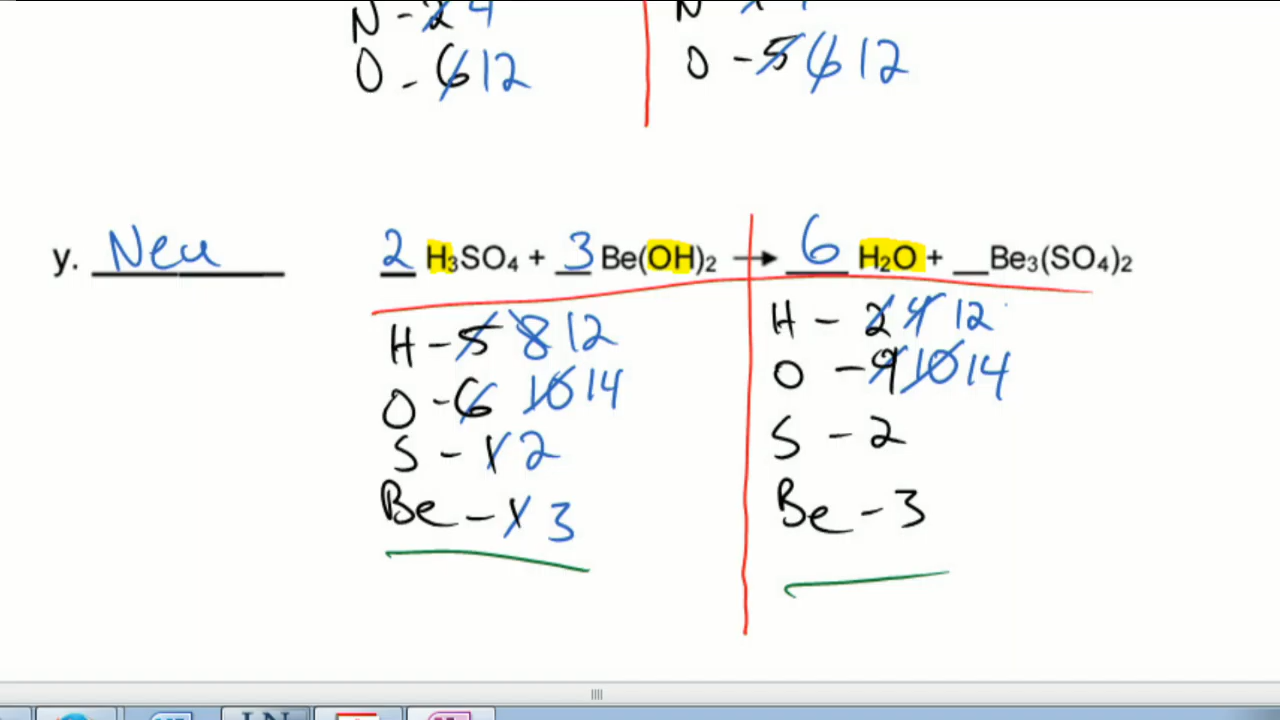 N - 2 4
O - 6 12
O - 5 6 12
y. Neu 2 H₃SO₄ + 3 Be(OH)₂ → 6 H₂O + __Be₃(SO₄)₂
H - 5 8 12
O - 6 10 14
S - 1 2
Be - 1 3
H - 2 4 12
O - 9 10 14
S - 2
Be - 3